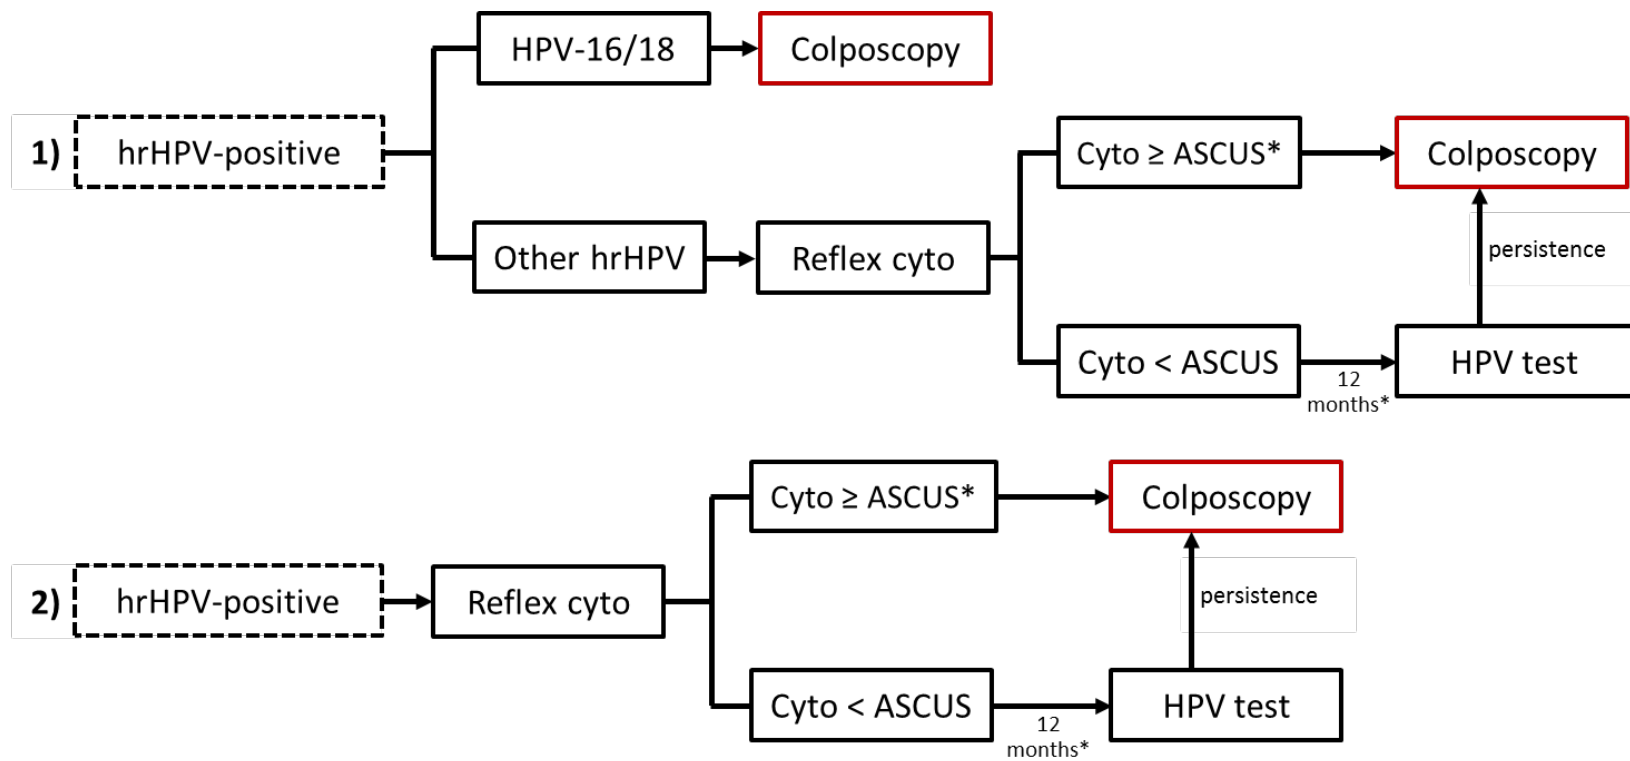 HPV-16/18
Colposcopy
1)
hrHPV-positive
Cyto ≥ ASCUS*
Colposcopy
Other hrHPV
Reflex cyto
persistence
Cyto < ASCUS
12
months*
HPV test
Cyto ≥ ASCUS*
Colposcopy
2)
hrHPV-positive
Reflex cyto
persistence
Cyto < ASCUS
12
months*
HPV test